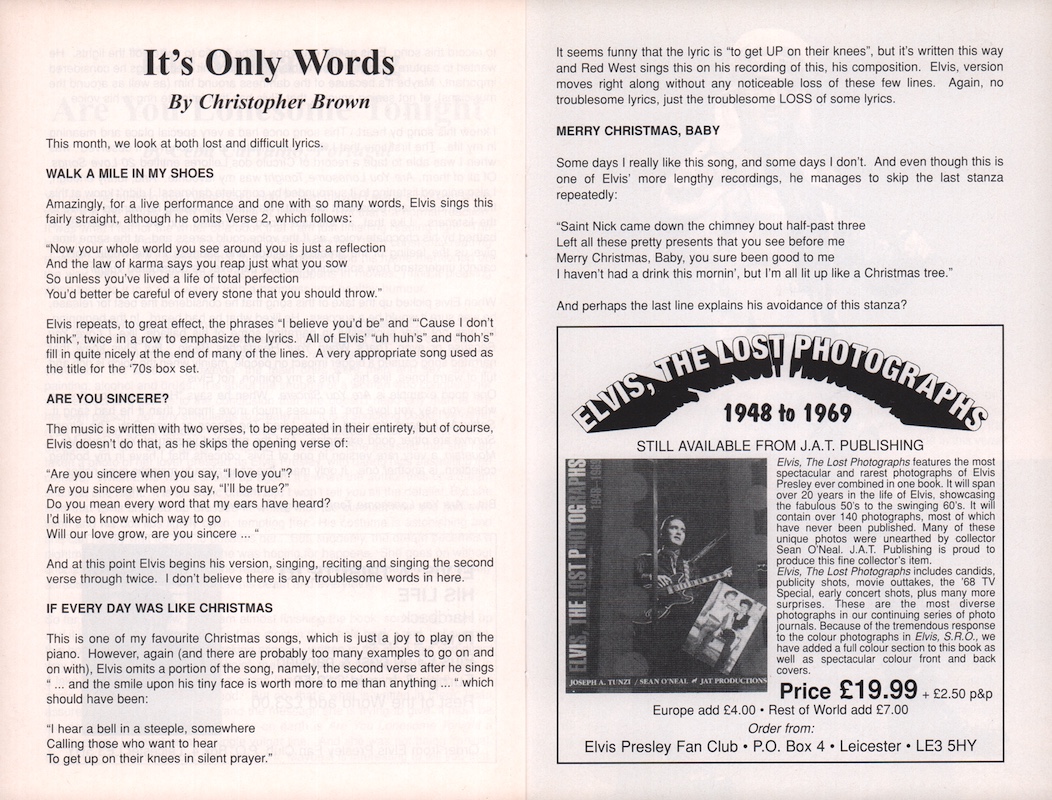 It's Only Words
By Christopher Brown
This month, we look at both lost and difficult lyrics.
WALK A MILE IN MY SHOES
Amazingly, for a live performance and one with so many words, Elvis sings this
fairly straight, although he omits Verse 2, which follows:
“Now your whole world you see around you is just a reflection
And the law of karma says you reap just what you sow
So unless you've lived a life of total perfection
You'd better be careful of every stone that you should throw.”
Elvis repeats, to great effect, the phrases “I believe you'd be” and “'Cause I don't
think”, twice in a row to emphasize the lyrics. All of Elvis' “uh huh's” and “hoh's”
fill in quite nicely at the end of many of the lines. A very appropriate song used as
the title for the '70s box set.
ARE YOU SINCERE?
The music is written with two verses, to be repeated in their entirety, but of course,
Elvis doesn't do that, as he skips the opening verse of:
“Are you sincere when you say, “I love you”?
Are you sincere when you say, “I'll be true?”
Do you mean every word that my ears have heard?
I'd like to know which way to go
Will our love grow, are you sincere ... “
And at this point Elvis begins his version, singing, reciting and singing the second
verse through twice. I don't believe there is any troublesome words in here.
IF EVERY DAY WAS LIKE CHRISTMAS
This is one of my favourite Christmas songs, which is just a joy to play on the
piano. However, again (and there are probably too many examples to go on and
on with), Elvis omits a portion of the song, namely, the second verse after he sings
“ ... and the smile upon his tiny face is worth more to me than anything ... “ which
should have been:
“I hear a bell in a steeple, somewhere
Calling those who want to hear
To get up on their knees in silent prayer.”
It seems funny that the lyric is “to get UP on their knees”, but it's written this way
and Red West sings this on his recording of this, his composition. Elvis, version
moves right along without any noticeable loss of these few lines. Again, no
troublesome lyrics, just the troublesome LOSS of some lyrics.
MERRY CHRISTMAS, BABY
Some days I really like this song, and some days I don't. And even though this is
one of Elvis' more lengthy recordings, he manages to skip the last stanza
repeatedly:
“Saint Nick came down the chimney bout half-past three
Left all these pretty presents that you see before me
Merry Christmas, Baby, you sure been good to me
I haven't had a drink this mornin', but I'm all lit up like a Christmas tree.”
And perhaps the last line explains his avoidance of this stanza?
ELVIS, THE LOST PHOTOGRAPHS
1948 to 1969
STILL AVAILABLE FROM J.A.T. PUBLISHING
ELVIS, THE LOST PHOTOGRAPHS
1948-1969
JOSEPH A. TUNZI / SEAN O'NEAL JAT PRODUCTIONS
Elvis, The Lost Photographs features the most
spectacular and rarest photographs of Elvis
Presley ever combined in one book. It will span
over 20 years in the life of Elvis, showcasing
the fabulous 50's to the swinging 60's. It will
contain over 140 photographs, most of which
have never been published. Many of these
unique photos were unearthed by collector
Sean O'Neal. J.A.T. Publishing is proud to
produce this fine collector's item.
Elvis, The Lost Photographs includes candids,
publicity shots, movie outtakes, the '68 TV
Special, early concert shots, plus many more
surprises. These are the most diverse
photographs in our continuing series of photo
journals. Because of the tremendous response
to the colour photographs in Elvis, S.R.O., we
have added a full colour section to this book as
well as spectacular colour front and back
covers.
Price £19.99 + £2.50 p&p
Europe add £4.00 • Rest of World add £7.00
Order from:
Elvis Presley Fan Club • P.O. Box 4 • Leicester • LE3 5HY